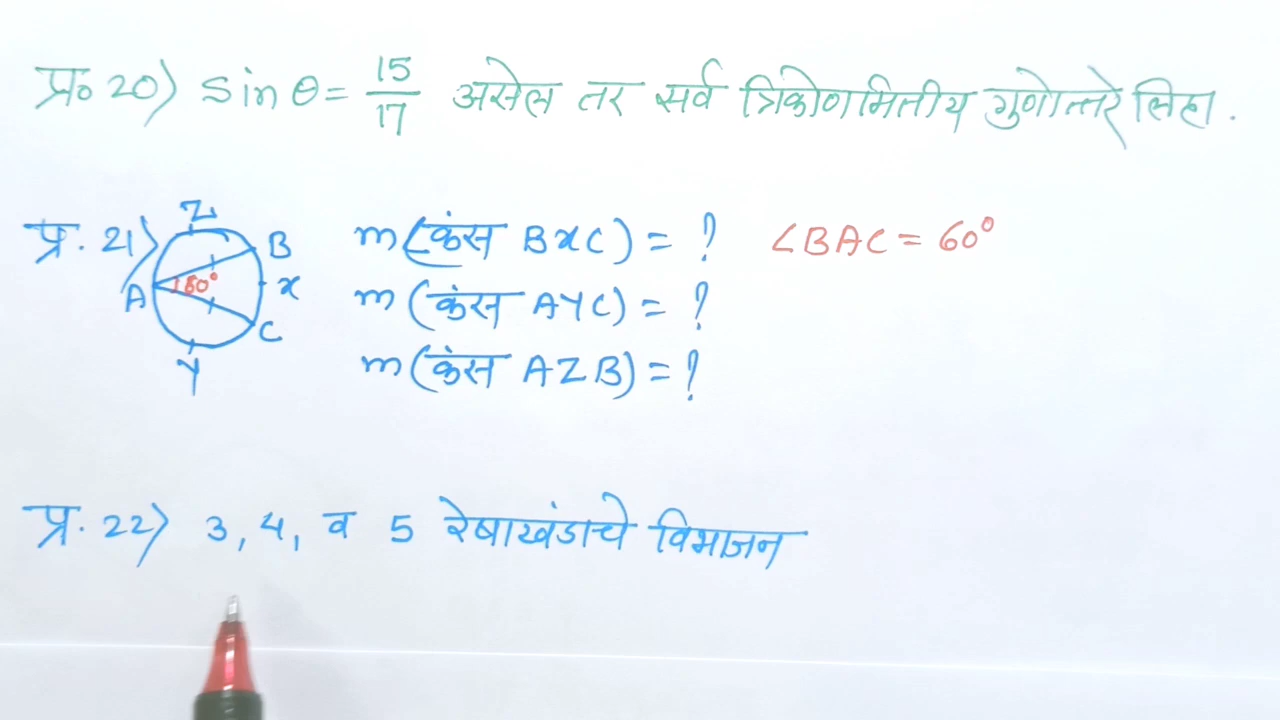 प्र० 20) sin θ = 15/17 असेल तर सर्व त्रिकोणमितीय गुणोत्तरे लिहा.
प्र. 21) Z B x C Y A 60°
m(कंस BXC) = ? ∠BAC = 60°
m(कंस AYC) = ?
m(कंस AZB) = ?
प्र. 22) 3, 4, व 5 रेषाखंडाचे विभाजन